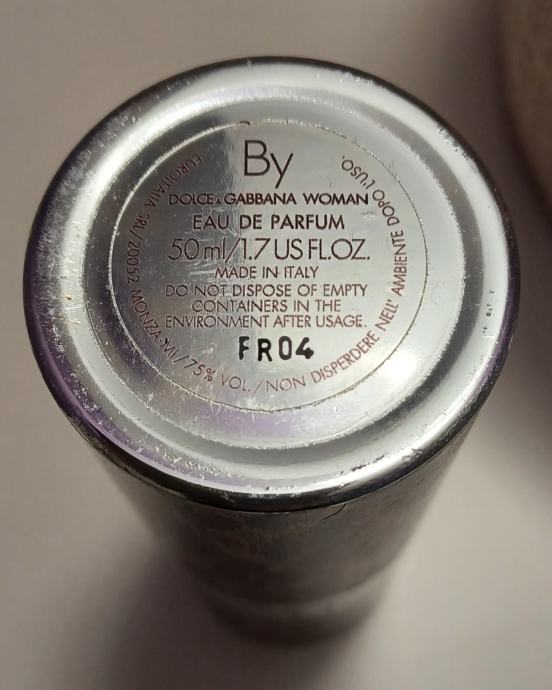 By
DOLCE & GABBANA WOMAN
EAU DE PARFUM
50 ml/1.7 US FL.OZ.
MADE IN ITALY
DO NOT DISPOSE OF EMPTY
CONTAINERS IN THE
ENVIRONMENT AFTER USAGE.
FR04
EUROITALIA SRL/20052 MONZA-MI/75% VOL./NON DISPERDERE NELL' AMBIENTE DOPO L'USO.